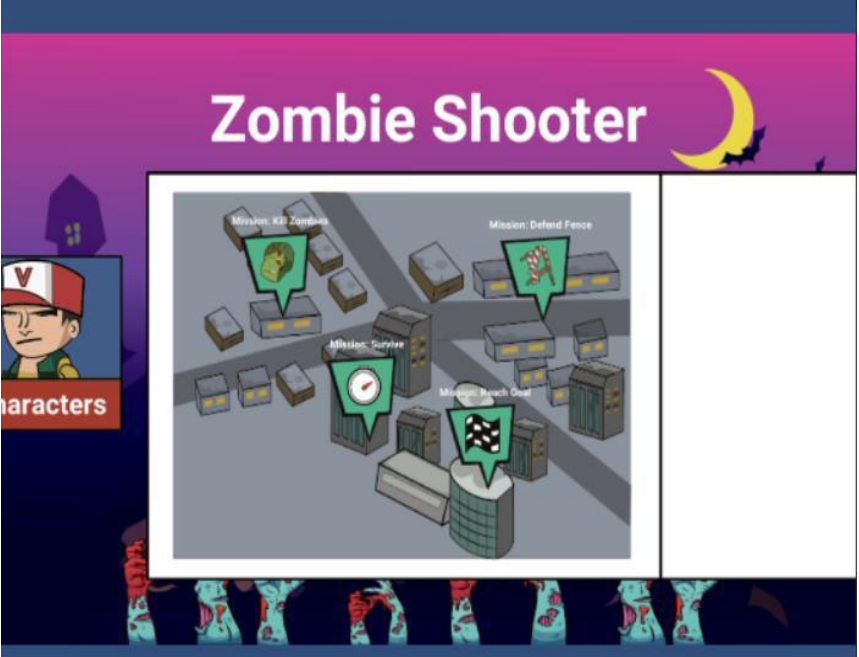 Zombie Shooter
Mission: Kill Zombies
Mission: Defend Fence
V
Mission: Survive
Mission: Reach Goal
haracters